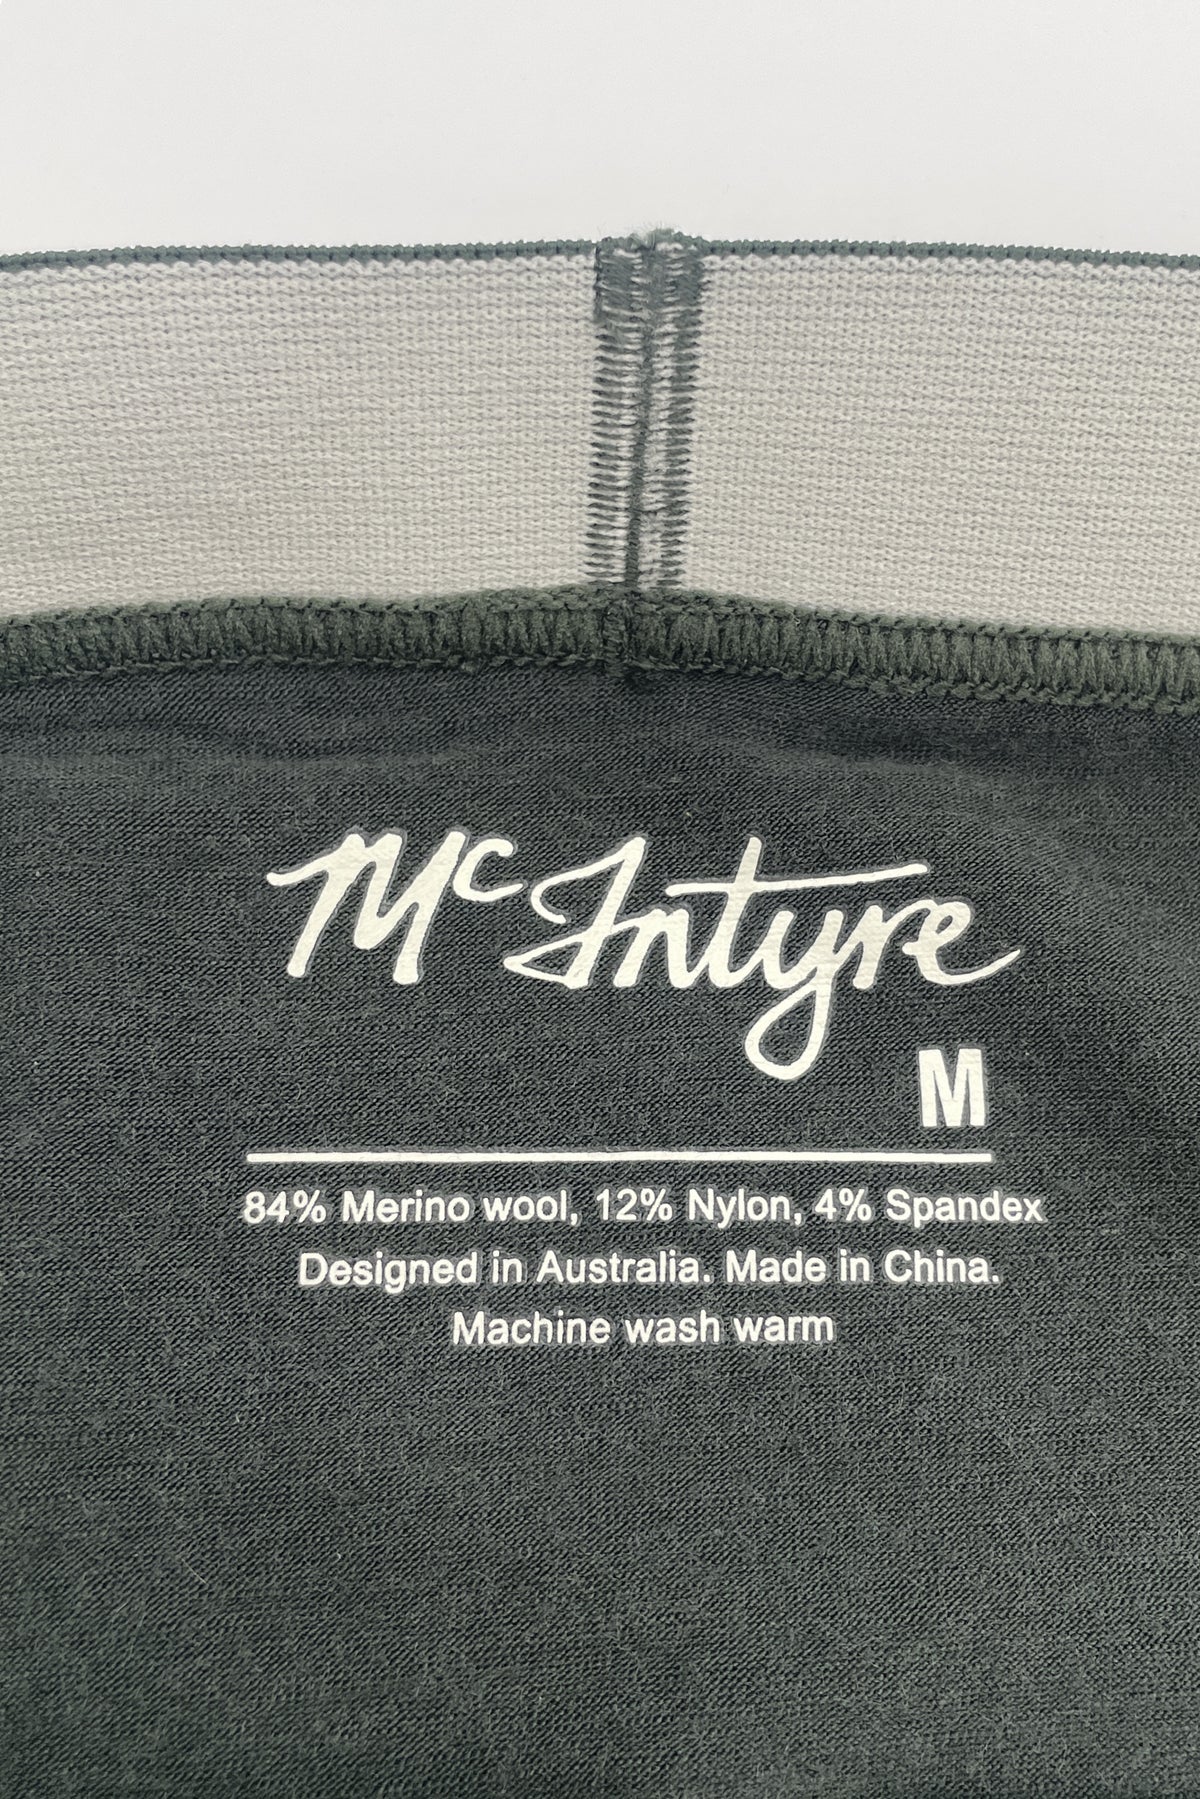 McIntyre
M
84% Merino wool, 12% Nylon, 4% Spandex
Designed in Australia. Made in China.
Machine wash warm